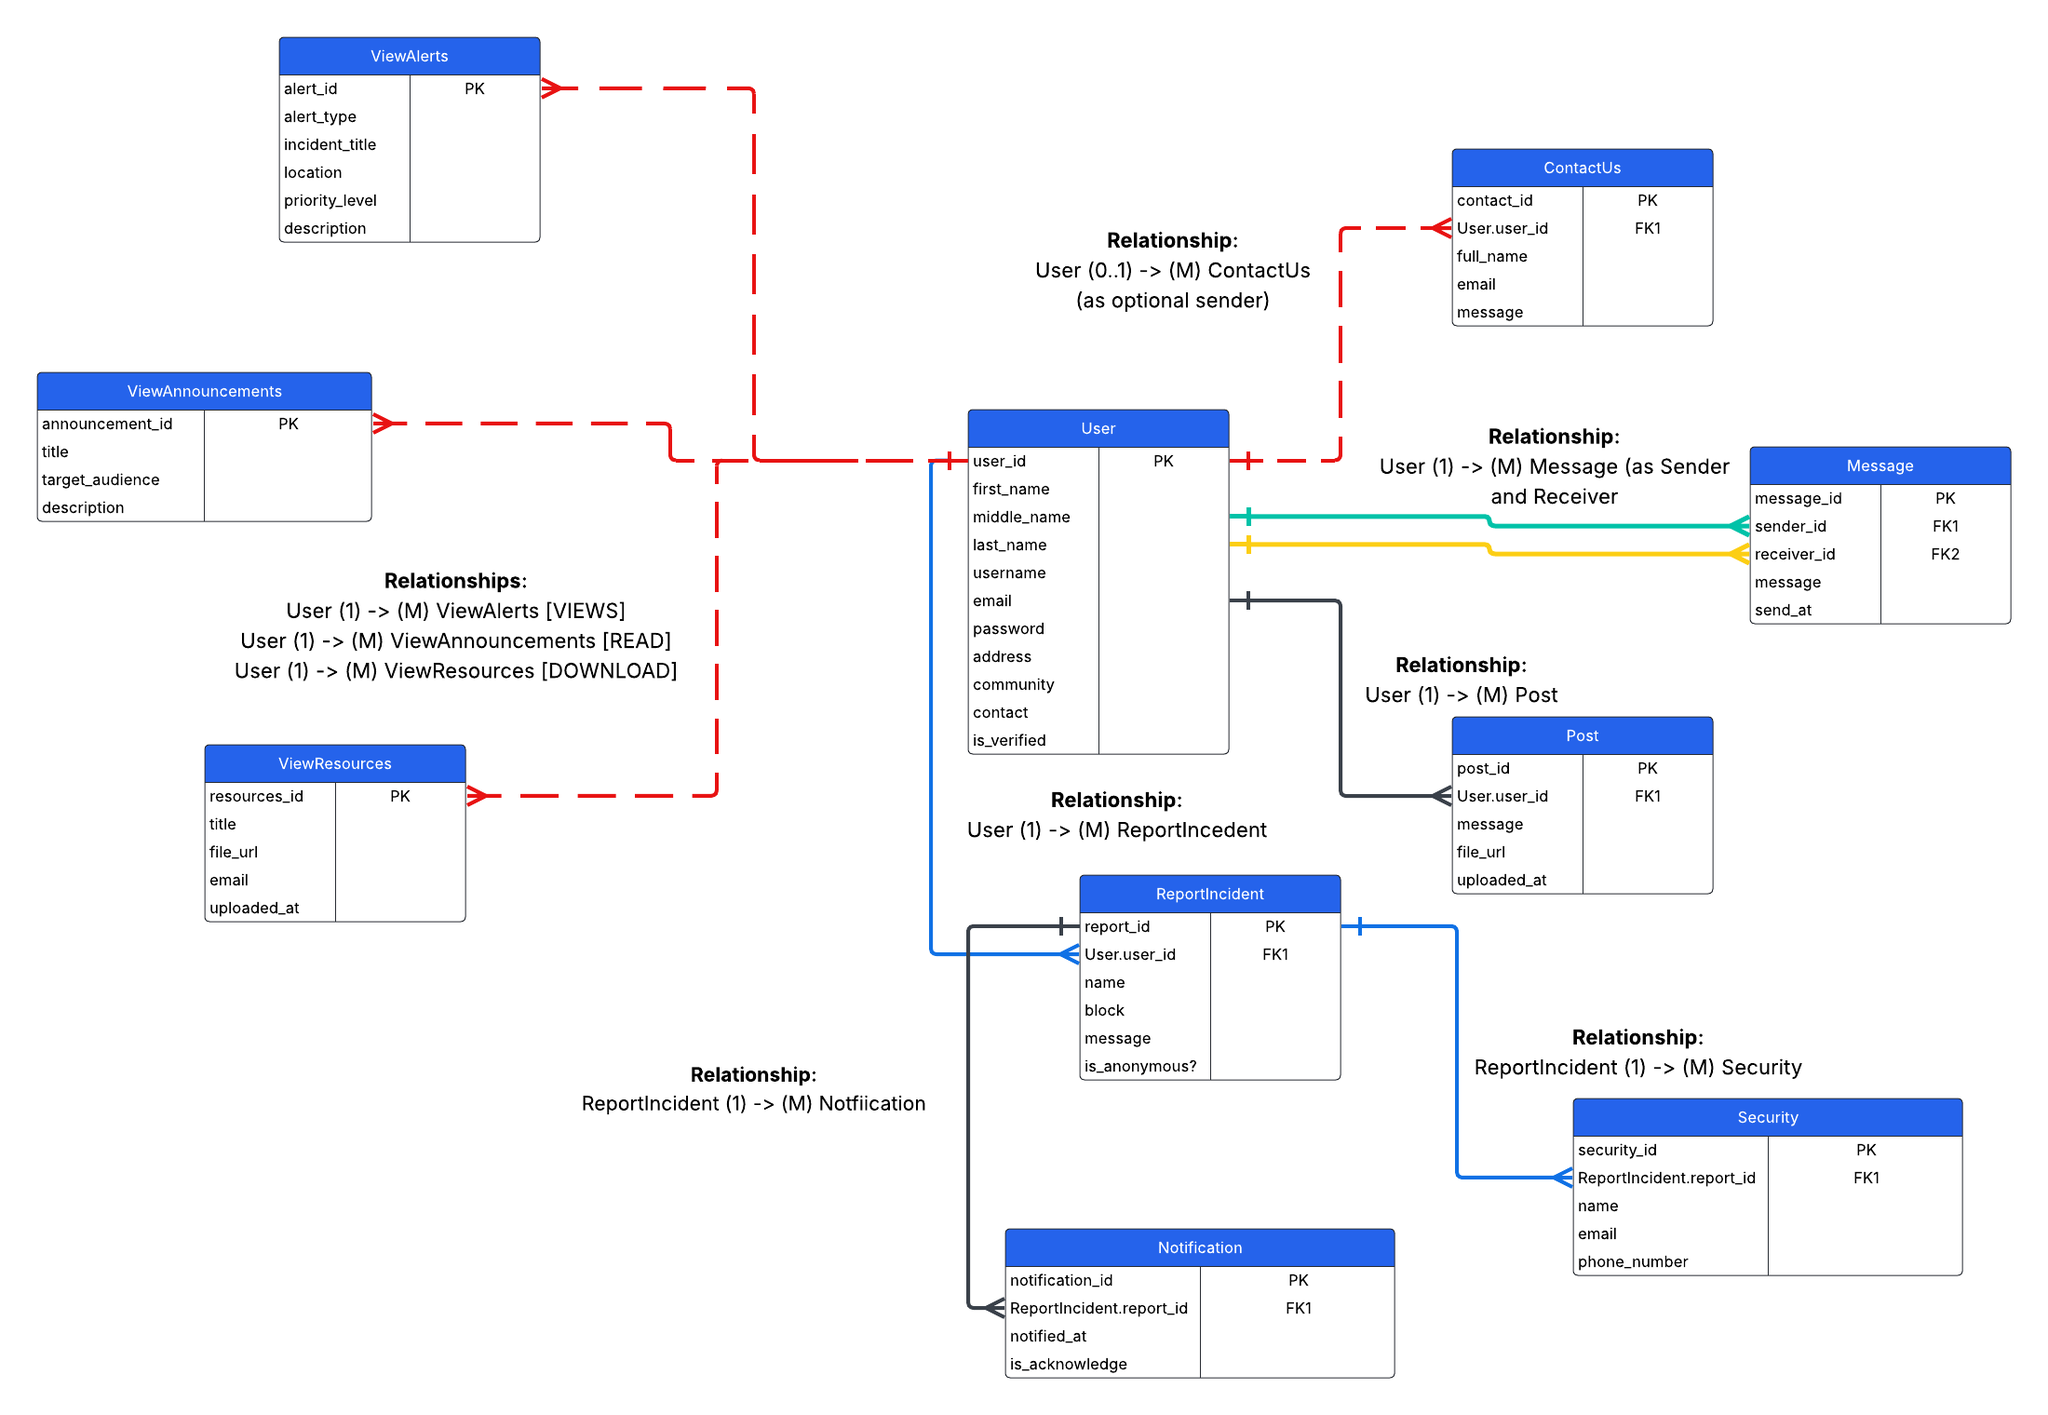 ViewAlerts
alert_id PK
alert_type
incident_title
location
priority_level
description
ContactUs
contact_id PK
User.user_id FK1
full_name
email
message
Relationship:
User (0..1) -> (M) ContactUs
(as optional sender)
ViewAnnouncements
announcement_id PK
title
target_audience
description
User
user_id PK
first_name
middle_name
last_name
username
email
password
address
community
contact
is_verified
Relationship:
User (1) -> (M) Message (as Sender
and Receiver
Message
message_id PK
sender_id FK1
receiver_id FK2
message
send_at
Relationships:
User (1) -> (M) ViewAlerts [VIEWS]
User (1) -> (M) ViewAnnouncements [READ]
User (1) -> (M) ViewResources [DOWNLOAD]
Relationship:
User (1) -> (M) Post
Post
post_id PK
User.user_id FK1
message
file_url
uploaded_at
ViewResources
resources_id PK
title
file_url
email
uploaded_at
Relationship:
User (1) -> (M) ReportIncedent
ReportIncident
report_id PK
User.user_id FK1
name
block
message
is_anonymous?
Relationship:
ReportIncident (1) -> (M) Notfiication
Relationship:
ReportIncident (1) -> (M) Security
Security
security_id PK
ReportIncident.report_id FK1
name
email
phone_number
Notification
notification_id PK
ReportIncident.report_id FK1
notified_at
is_acknowledge